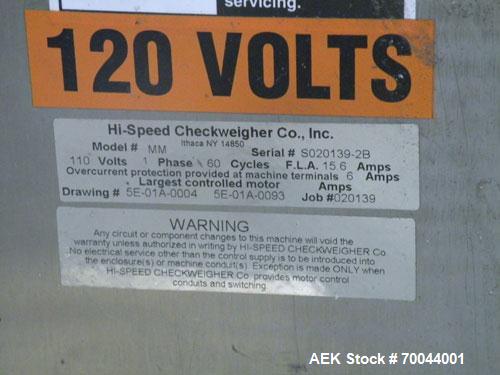 servicing.
120 VOLTS
Hi-Speed Checkweigher Co., Inc.
Ithaca NY 14850
Model # MM Serial # S020139-2B
110 Volts 1 Phase 60 Cycles F.L.A. 15.6 Amps
Overcurrent protection provided at machine terminals 6 Amps
Largest controlled motor Amps
Drawing # 5E-01A-0004 5E-01A-0093 Job #020139
WARNING
Any circuit or component changes to this machine will void the
warranty unless authorized in writing by HI-SPEED CHECKWEIGHER Co
No electrical service other than the control supply is to be introduced into
the enclosure(s) or machine conduit(s). Exception is made ONLY when
HI-SPEED CHECKWEIGHER Co provides motor control
conduits and switching
AEK Stock # 70044001